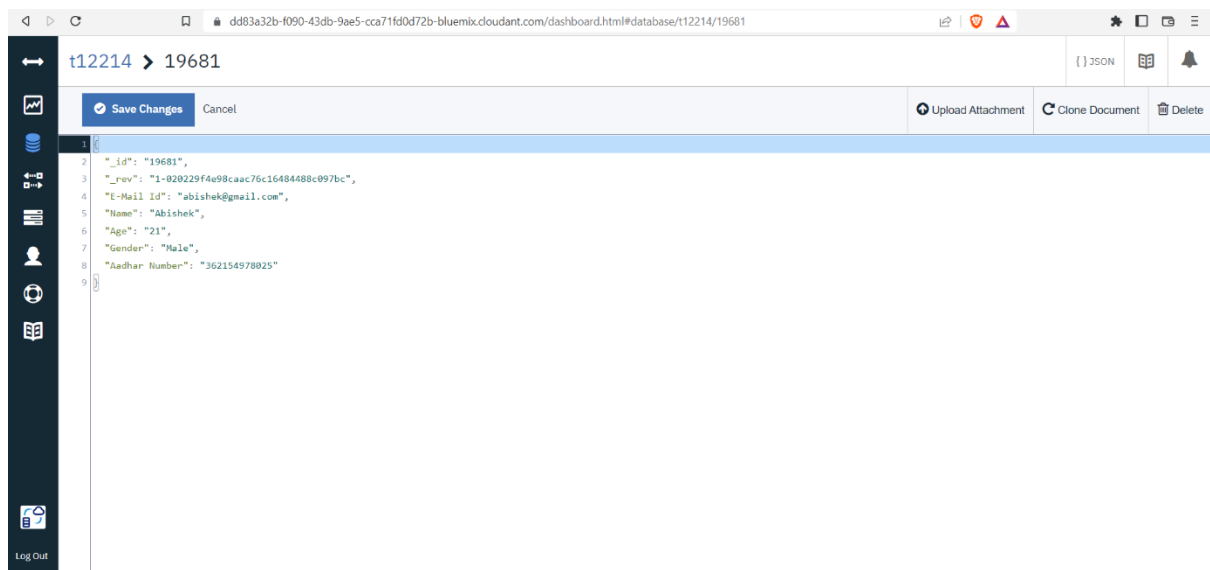 dd83a32b-f090-43db-9ae5-cca71fd0d72b-bluemix.cloudant.com/dashboard.html#database/t12214/19681
t12214 > 19681
{ } JSON
Save Changes Cancel Upload Attachment Clone Document Delete
1 {
2 "_id": "19681",
3 "_rev": "1-020229f4e98caac76c16484488c097bc",
4 "E-Mail Id": "abishek@gmail.com",
5 "Name": "Abishek",
6 "Age": "21",
7 "Gender": "Male",
8 "Aadhar Number": "362154978025"
9 }
Log Out